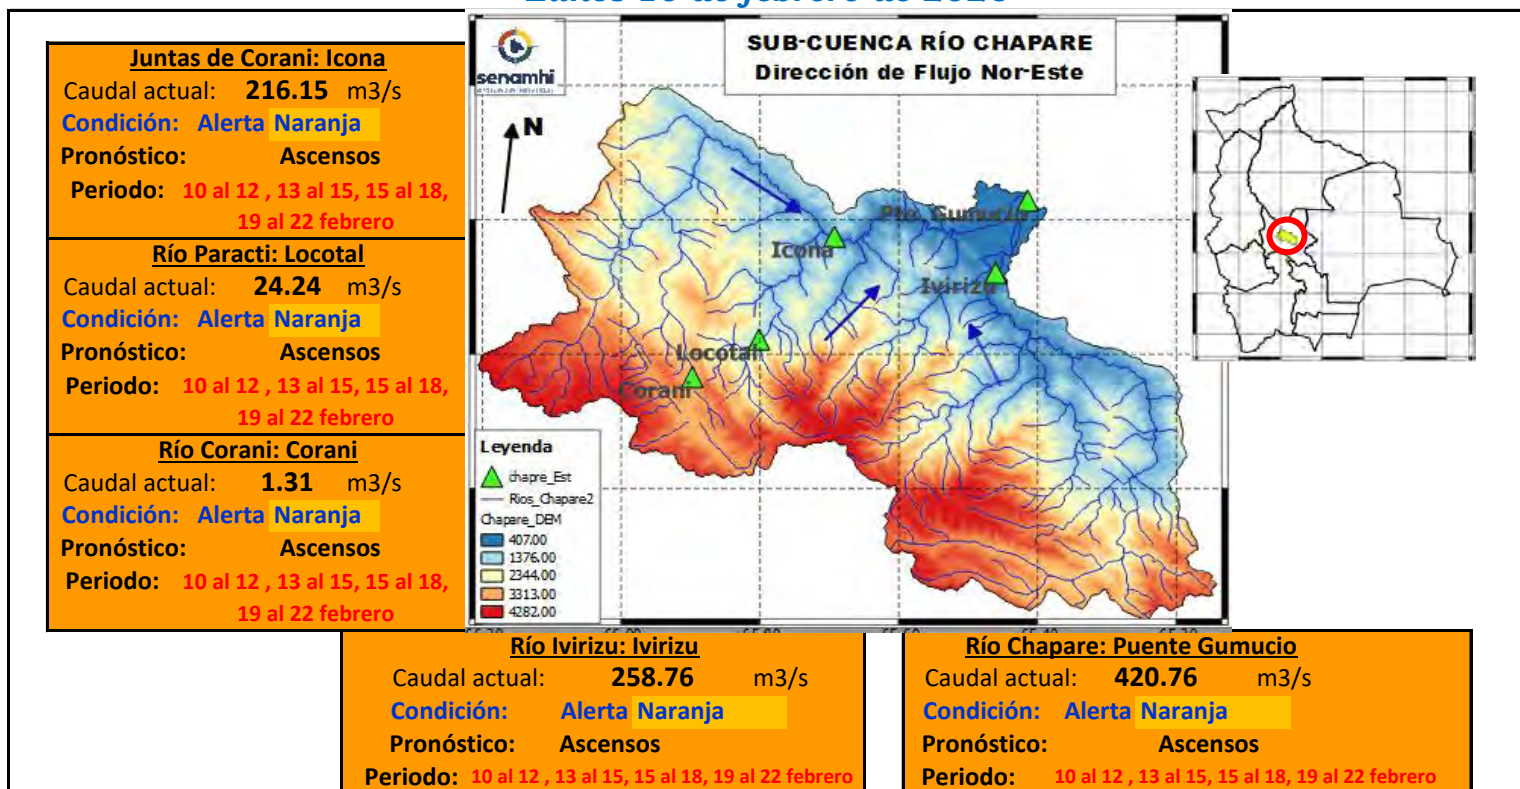 Juntas de Corani: Icona
Caudal actual: 216.15 m3/s
Condición: Alerta Naranja
Pronóstico: Ascensos
Periodo: 10 al 12 , 13 al 15, 15 al 18,
19 al 22 febrero
Río Paracti: Locotal
Caudal actual: 24.24 m3/s
Condición: Alerta Naranja
Pronóstico: Ascensos
Periodo: 10 al 12 , 13 al 15, 15 al 18,
19 al 22 febrero
Río Corani: Corani
Caudal actual: 1.31 m3/s
Condición: Alerta Naranja
Pronóstico: Ascensos
Periodo: 10 al 12 , 13 al 15, 15 al 18,
19 al 22 febrero
senamhi
SUB-CUENCA RÍO CHAPARE
Dirección de Flujo Nor-Este
N
Pte. Gumucio
Icona
Ivirizu
Locotal
Corani
Leyenda
chapre_Est
Rios_Chapare2
Chapare_DEM
407.00
1376.00
2344.00
3313.00
4282.00
Río Ivirizu: Ivirizu
Caudal actual: 258.76 m3/s
Condición: Alerta Naranja
Pronóstico: Ascensos
Periodo: 10 al 12 , 13 al 15, 15 al 18, 19 al 22 febrero
Río Chapare: Puente Gumucio
Caudal actual: 420.76 m3/s
Condición: Alerta Naranja
Pronóstico: Ascensos
Periodo: 10 al 12 , 13 al 15, 15 al 18, 19 al 22 febrero